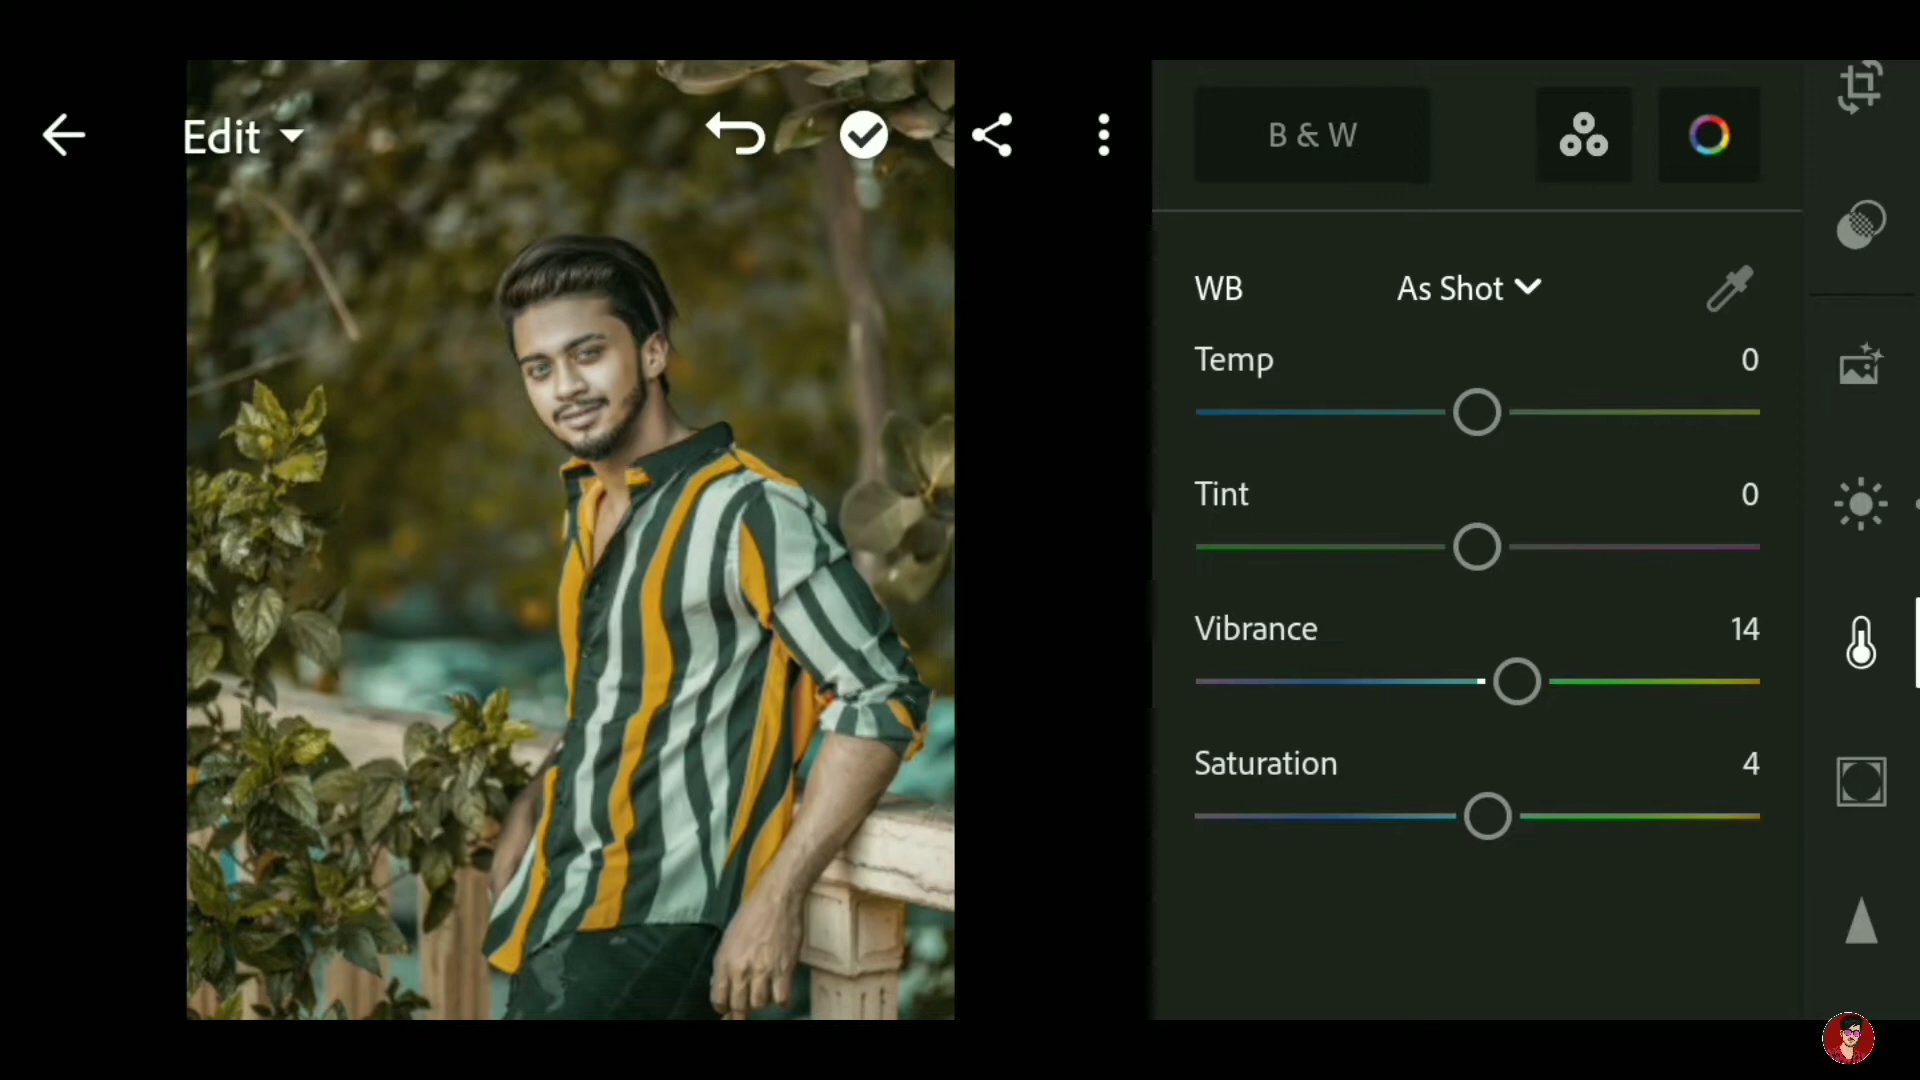 Edit
B & W
WB As Shot
Temp 0
Tint 0
Vibrance 14
Saturation 4